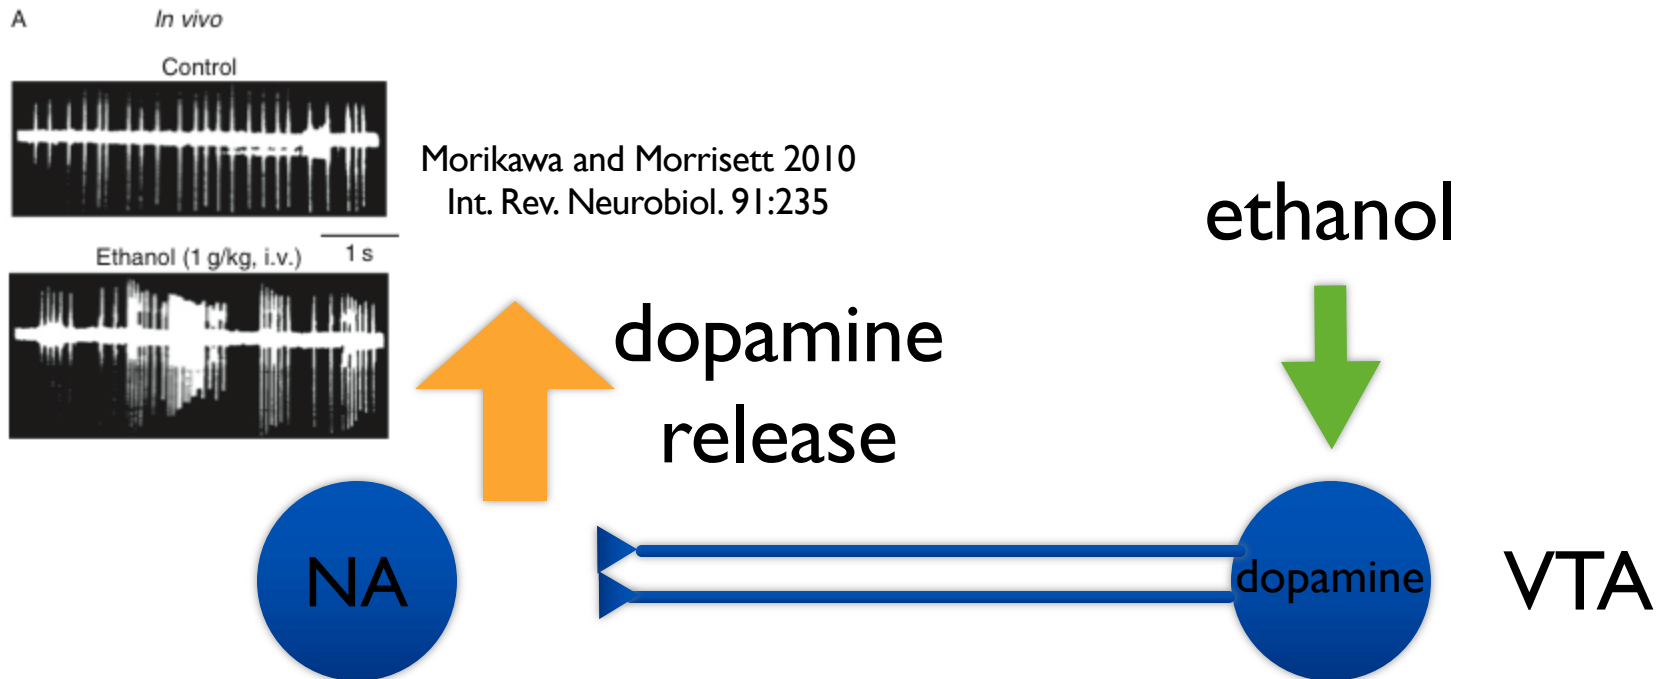 A
In vivo
Control
Morikawa and Morrisett 2010
Int. Rev. Neurobiol. 91:235
1 s
Ethanol (1 g/kg, i.v.)
ethanol
dopamine
release
NA
dopamine
VTA